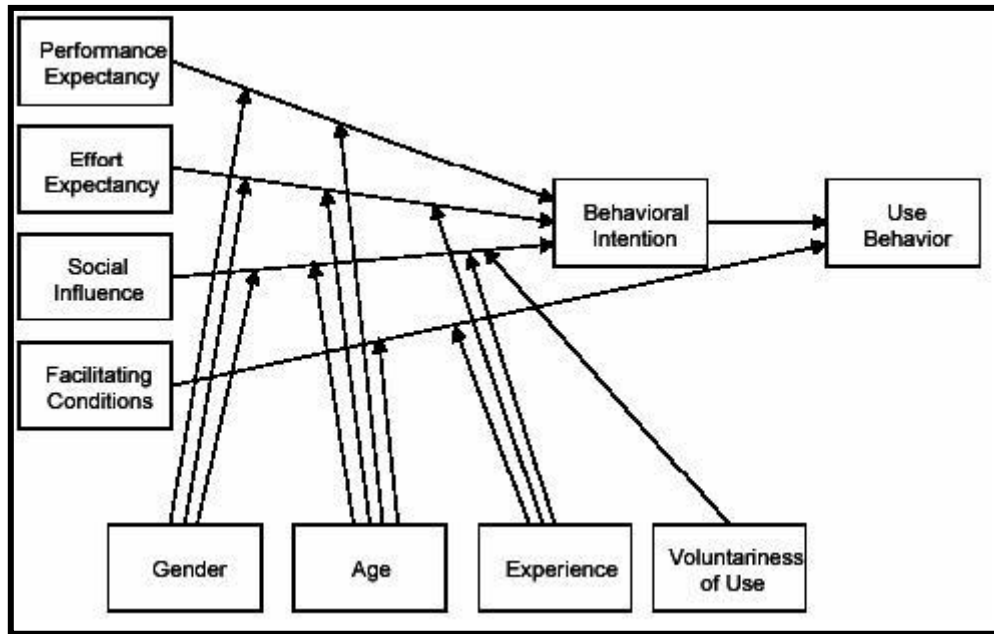 Performance
Expectancy
Effort
Expectancy
Social
Influence
Facilitating
Conditions
Behavioral
Intention
Use
Behavior
Gender
Age
Experience
Voluntariness
of Use